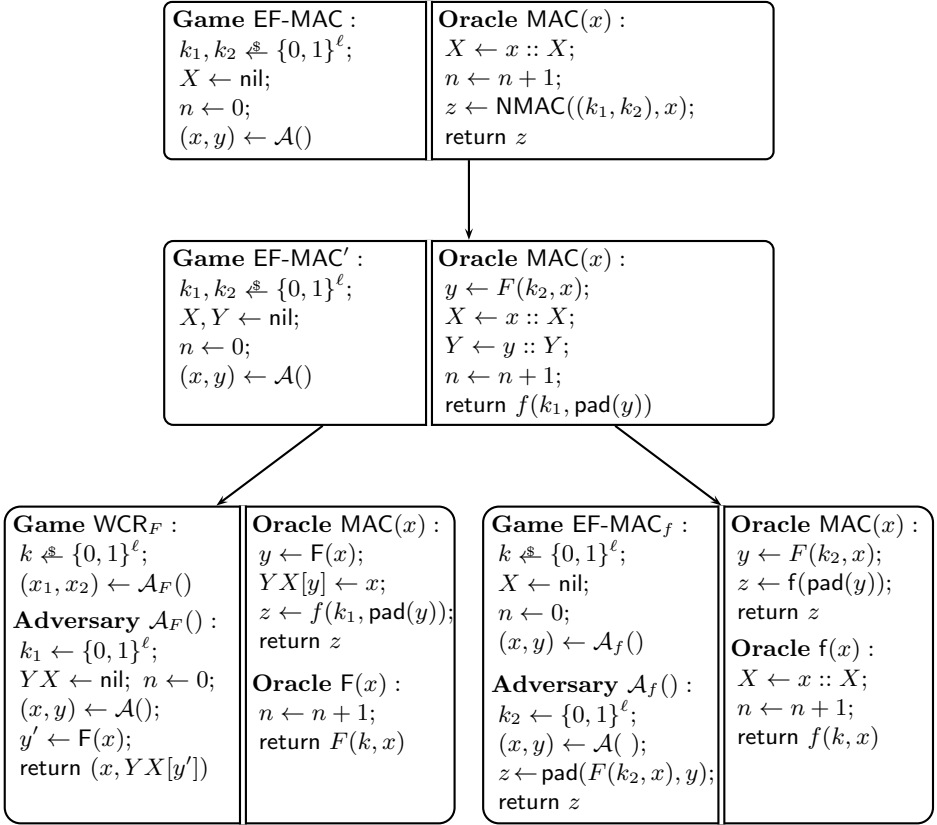 Game EF-MAC :
k₁, k₂ ←$ {0, 1}^ℓ;
X ← nil;
n ← 0;
(x, y) ← 𝒜()
Oracle MAC(x) :
X ← x :: X;
n ← n + 1;
z ← NMAC((k₁, k₂), x);
return z
Game EF-MAC′ :
k₁, k₂ ←$ {0, 1}^ℓ;
X, Y ← nil;
n ← 0;
(x, y) ← 𝒜()
Oracle MAC(x) :
y ← F(k₂, x);
X ← x :: X;
Y ← y :: Y;
n ← n + 1;
return f(k₁, pad(y))
Game WCR_F :
k ←$ {0, 1}^ℓ;
(x₁, x₂) ← 𝒜_F()
Adversary 𝒜_F() :
k₁ ← {0, 1}^ℓ;
YX ← nil; n ← 0;
(x, y) ← 𝒜();
y′ ← F(x);
return (x, YX[y′])
Oracle MAC(x) :
y ← F(x);
YX[y] ← x;
z ← f(k₁, pad(y));
return z
Oracle F(x) :
n ← n + 1;
return F(k, x)
Game EF-MAC_f :
k ←$ {0, 1}^ℓ;
X ← nil;
n ← 0;
(x, y) ← 𝒜_f()
Adversary 𝒜_f() :
k₂ ← {0, 1}^ℓ;
(x, y) ← 𝒜( );
z ← pad(F(k₂, x), y);
return z
Oracle MAC(x) :
y ← F(k₂, x);
z ← f(pad(y));
return z
Oracle f(x) :
X ← x :: X;
n ← n + 1;
return f(k, x)